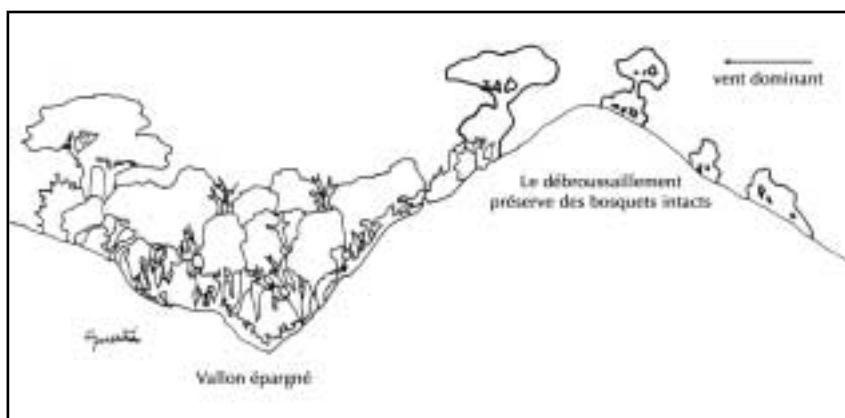 vent dominant
Le débroussaillement
préserve des bosquets intacts
Vallon épargné